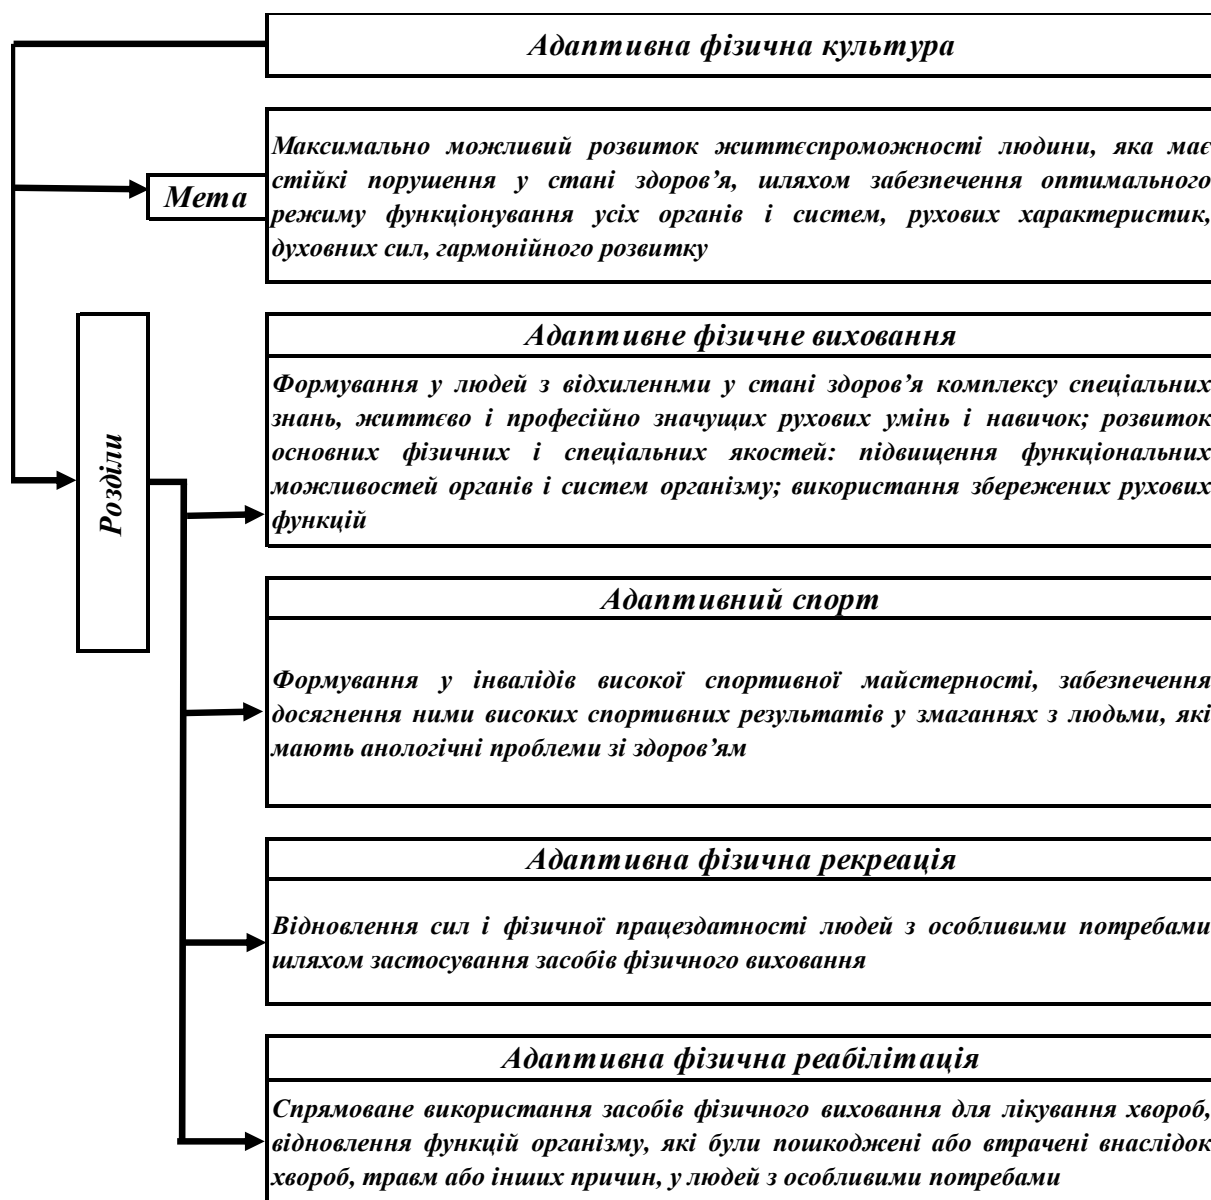 Адаптивна фізична культура
Мета
Максимально можливий розвиток життєспроможності людини, яка має
стійкі порушення у стані здоров’я, шляхом забезпечення оптимального
режиму функціонування усіх органів і систем, рухових характеристик,
духовних сил, гармонійного розвитку
Розділи
Адаптивне фізичне виховання
Формування у людей з відхиленнми у стані здоров’я комплексу спеціальних
знань, життєво і професійно значущих рухових умінь і навичок; розвиток
основних фізичних і спеціальних якостей: підвищення функціональних
можливостей органів і систем організму; використання збережених рухових
функцій
Адаптивний спорт
Формування у інвалідів високої спортивної майстерності, забезпечення
досягнення ними високих спортивних результатів у змаганнях з людьми, які
мають анологічні проблеми зі здоров’ям
Адаптивна фізична рекреація
Відновлення сил і фізичної працездатності людей з особливими потребами
шляхом застосування засобів фізичного виховання
Адаптивна фізична реабілітація
Спрямоване використання засобів фізичного виховання для лікування хвороб,
відновлення функцій організму, які були пошкоджені або втрачені внаслідок
хвороб, травм або інших причин, у людей з особливими потребами